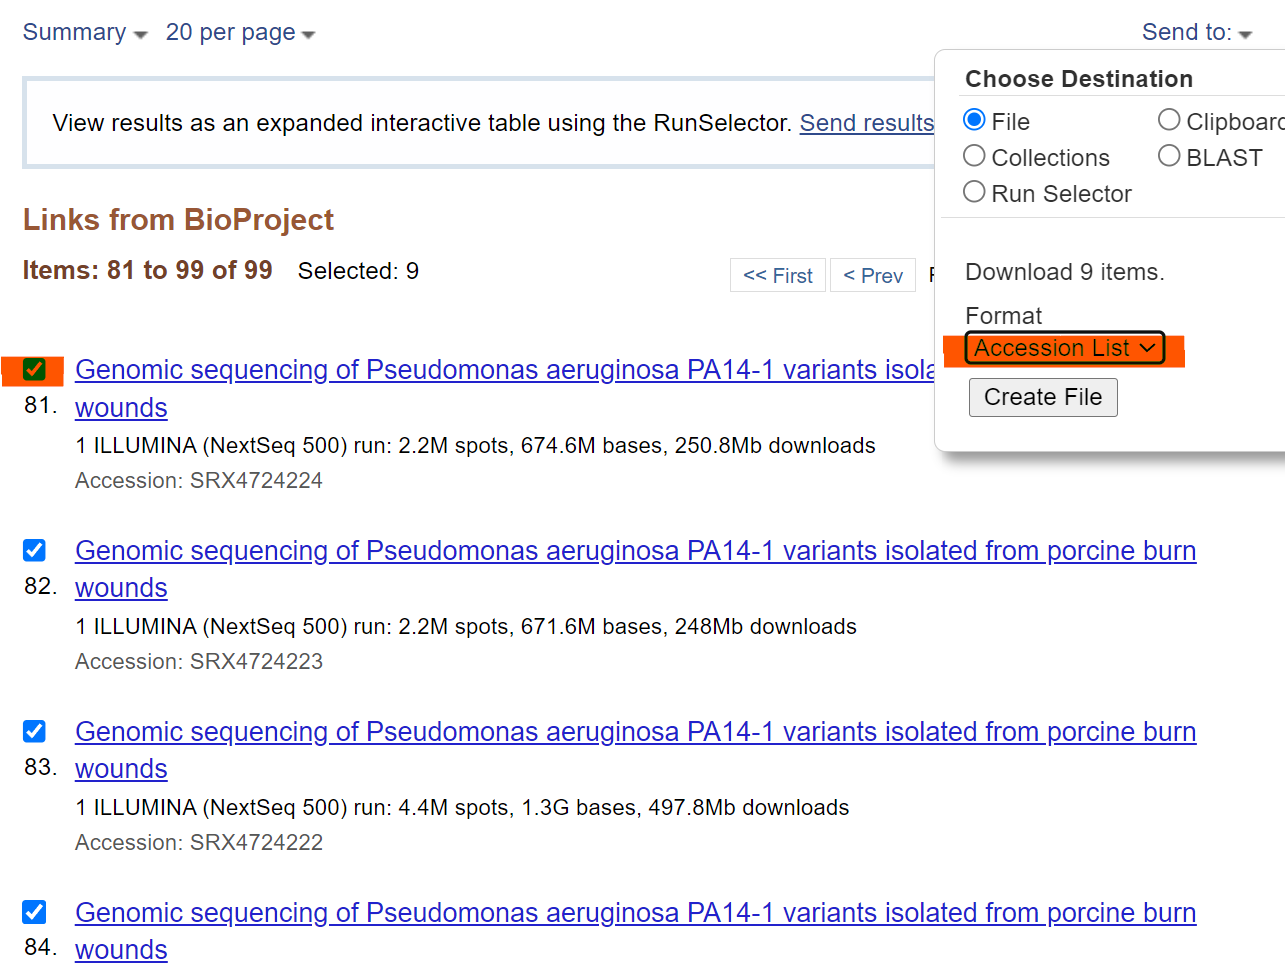 Summary 20 per page Send to:
Choose Destination
File Clipboard
Collections BLAST
Run Selector
View results as an expanded interactive table using the RunSelector. Send results
Links from BioProject
Items: 81 to 99 of 99 Selected: 9
<< First < Prev
Download 9 items.
Format
Accession List
Create File
Genomic sequencing of Pseudomonas aeruginosa PA14-1 variants
81. wounds
1 ILLUMINA (NextSeq 500) run: 2.2M spots, 674.6M bases, 250.8Mb downloads
Accession: SRX4724224
Genomic sequencing of Pseudomonas aeruginosa PA14-1 variants isolated from porcine burn
82. wounds
1 ILLUMINA (NextSeq 500) run: 2.2M spots, 671.6M bases, 248Mb downloads
Accession: SRX4724223
Genomic sequencing of Pseudomonas aeruginosa PA14-1 variants isolated from porcine burn
83. wounds
1 ILLUMINA (NextSeq 500) run: 4.4M spots, 1.3G bases, 497.8Mb downloads
Accession: SRX4724222
Genomic sequencing of Pseudomonas aeruginosa PA14-1 variants isolated from porcine burn
84. wounds